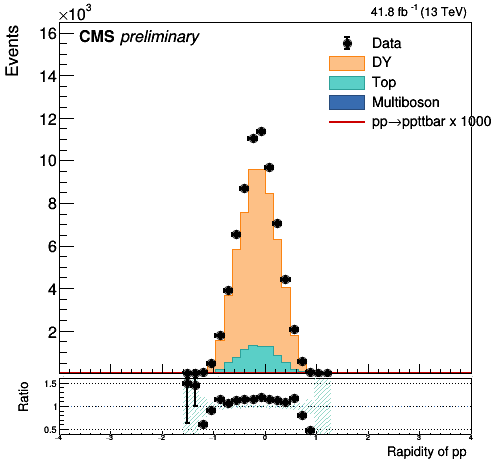 ×10³
41.8 fb⁻¹ (13 TeV)
CMS preliminary
Events
16
14
12
10
8
6
4
2
Data
DY
Top
Multiboson
pp→ppttbar x 1000
Ratio
1.5
1
0.5
-4 -3 -2 -1 0 1 2 3 4
Rapidity of pp